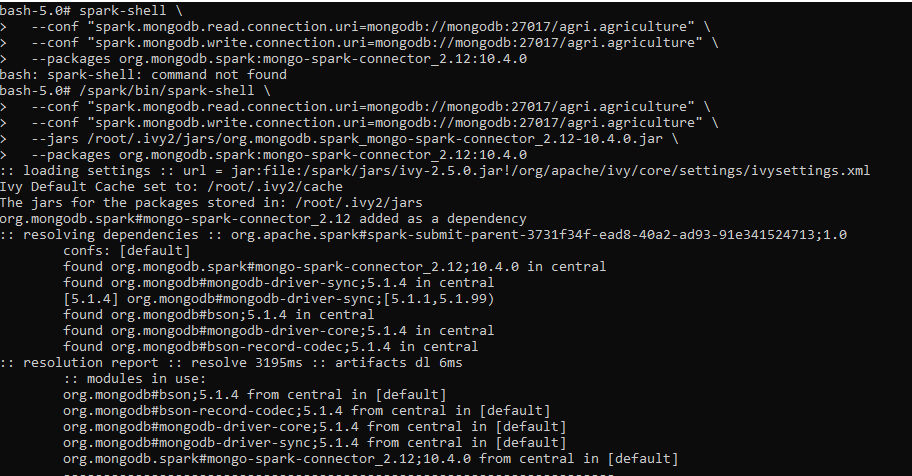 bash-5.0# spark-shell \
>   --conf "spark.mongodb.read.connection.uri=mongodb://mongodb:27017/agri.agriculture" \
>   --conf "spark.mongodb.write.connection.uri=mongodb://mongodb:27017/agri.agriculture" \
>   --packages org.mongodb.spark:mongo-spark-connector_2.12:10.4.0
bash: spark-shell: command not found
bash-5.0# /spark/bin/spark-shell \
>   --conf "spark.mongodb.read.connection.uri=mongodb://mongodb:27017/agri.agriculture" \
>   --conf "spark.mongodb.write.connection.uri=mongodb://mongodb:27017/agri.agriculture" \
>   --jars /root/.ivy2/jars/org.mongodb.spark_mongo-spark-connector_2.12-10.4.0.jar \
>   --packages org.mongodb.spark:mongo-spark-connector_2.12:10.4.0
:: loading settings :: url = jar:file:/spark/jars/ivy-2.5.0.jar!/org/apache/ivy/core/settings/ivysettings.xml
Ivy Default Cache set to: /root/.ivy2/cache
The jars for the packages stored in: /root/.ivy2/jars
org.mongodb.spark#mongo-spark-connector_2.12 added as a dependency
:: resolving dependencies :: org.apache.spark#spark-submit-parent-3731f34f-ead8-40a2-ad93-91e341524713;1.0
        confs: [default]
        found org.mongodb.spark#mongo-spark-connector_2.12;10.4.0 in central
        found org.mongodb#mongodb-driver-sync;5.1.4 in central
        [5.1.4] org.mongodb#mongodb-driver-sync;[5.1.1,5.1.99)
        found org.mongodb#bson;5.1.4 in central
        found org.mongodb#mongodb-driver-core;5.1.4 in central
        found org.mongodb#bson-record-codec;5.1.4 in central
:: resolution report :: resolve 3195ms :: artifacts dl 6ms
        :: modules in use:
        org.mongodb#bson;5.1.4 from central in [default]
        org.mongodb#bson-record-codec;5.1.4 from central in [default]
        org.mongodb#mongodb-driver-core;5.1.4 from central in [default]
        org.mongodb#mongodb-driver-sync;5.1.4 from central in [default]
        org.mongodb.spark#mongo-spark-connector_2.12;10.4.0 from central in [default]